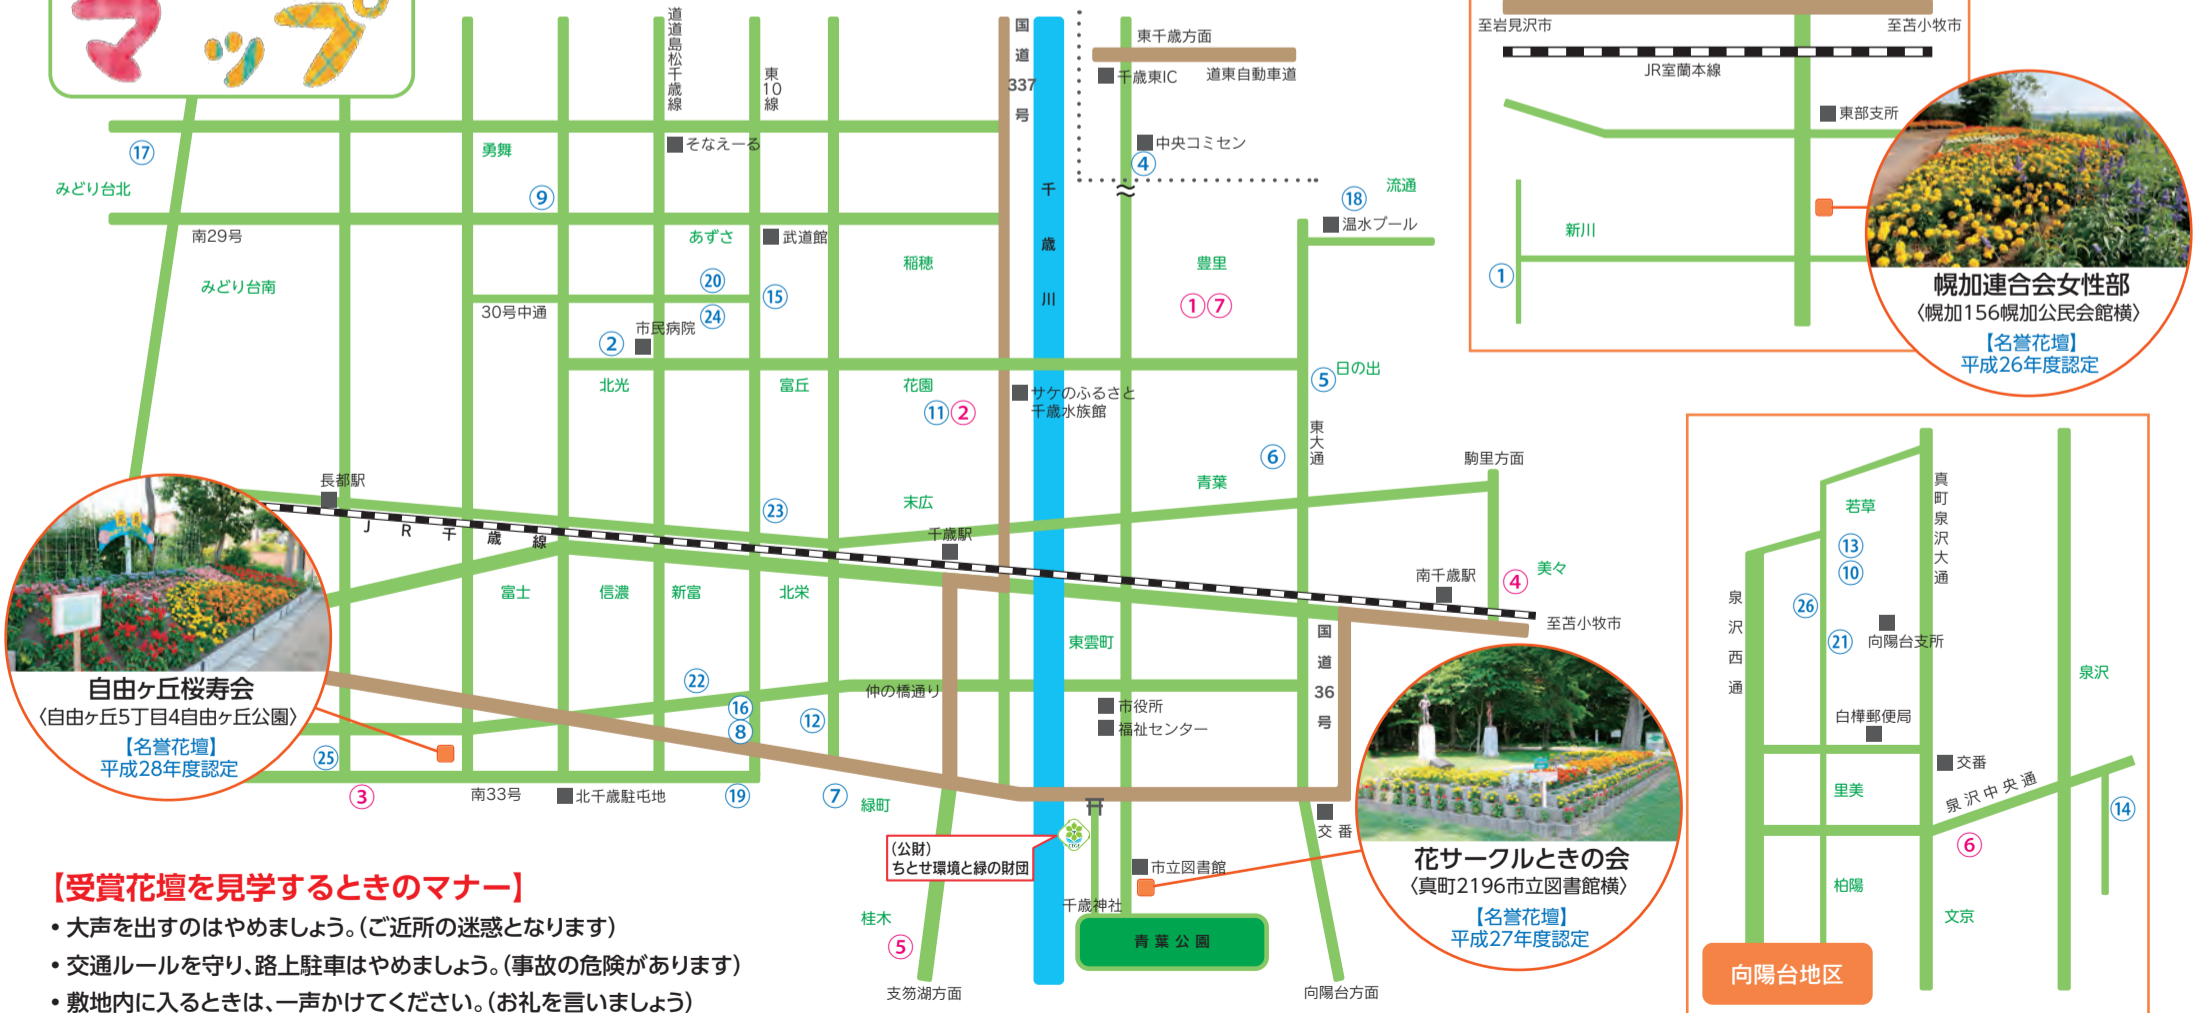 マップ
道道島松千歳線
東10線
国道337号
東千歳方面
千歳東IC
道東自動車道
至岩見沢市
至苫小牧市
JR室蘭本線
東部支所
⑰
勇舞
そなえーる
中央コミセン
④
みどり台北
⑨
千歳川
⑱
流通
温水プール
南29号
あずさ
武道館
新川
みどり台南
⑳
⑮
稲穂
豊里
①
①⑦
30号中通
㉔
市民病院
②
幌加連合会女性部
〈幌加156幌加公民会館横〉
【名誉花壇】
平成26年度認定
北光
富丘
花園
⑪②
サケのふるさと
千歳水族館
⑤
日の出
東大通
⑥
駒里方面
長都駅
青葉
㉓
末広
JR千歳線
千歳駅
富士
信濃
新富
北栄
南千歳駅
④
美々
至苫小牧市
東雲町
国道36号
㉒
仲の橋通り
⑯
⑧
⑫
市役所
福祉センター
自由ヶ丘桜寿会
〈自由ヶ丘5丁目4自由ヶ丘公園〉
【名誉花壇】
平成28年度認定
㉕
③
南33号
北千歳駐屯地
⑲
⑦
緑町
交番
(公財)
ちとせ環境と緑の財団
市立図書館
千歳神社
桂木
⑤
青葉公園
支笏湖方面
向陽台方面
花サークルときの会
〈真町2196市立図書館横〉
【名誉花壇】
平成27年度認定
若草
真町泉沢大通
⑬
⑩
㉖
泉沢西通
㉑
向陽台支所
泉沢
白樺郵便局
交番
里美
泉沢中央通
⑭
⑥
柏陽
文京
向陽台地区
【受賞花壇を見学するときのマナー】
・大声を出すのはやめましょう。(ご近所の迷惑となります)
・交通ルールを守り、路上駐車はやめましょう。(事故の危険があります)
・敷地内に入るときは、一声かけてください。(お礼を言いましょう)